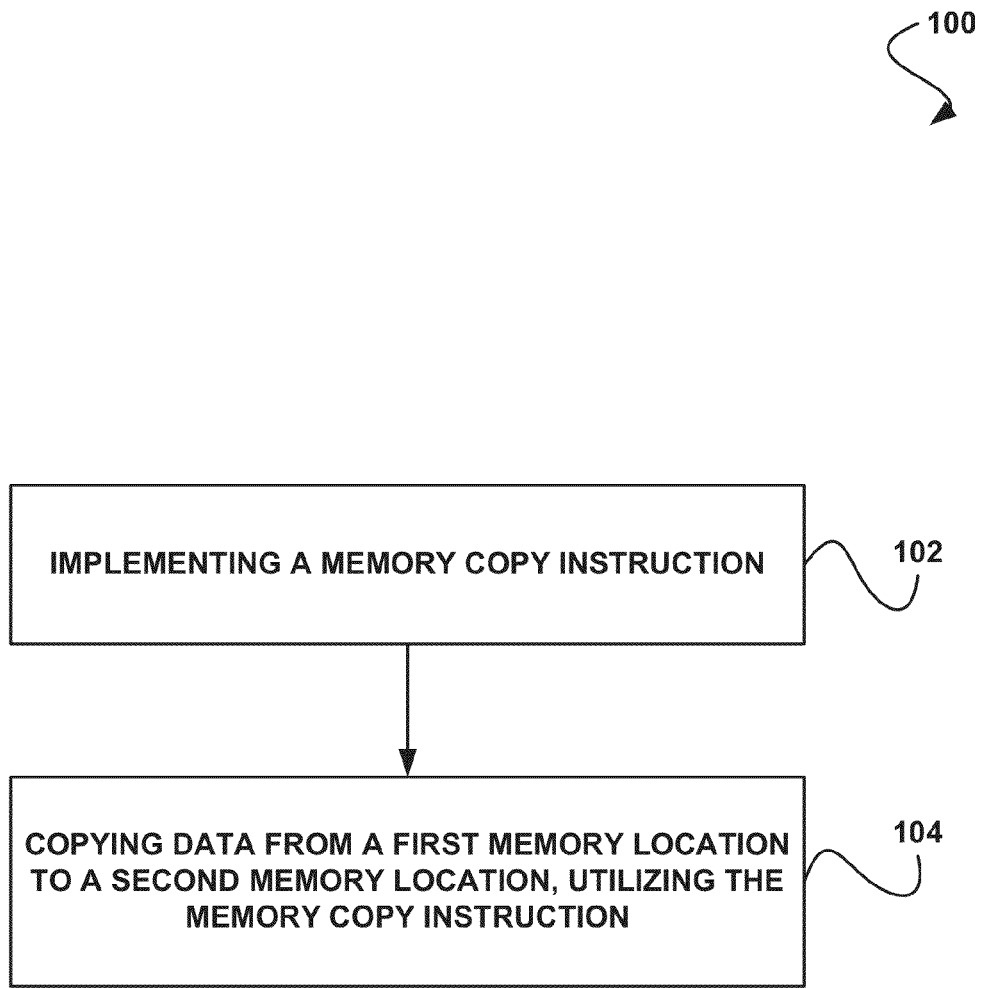 100
IMPLEMENTING A MEMORY COPY INSTRUCTION
102
COPYING DATA FROM A FIRST MEMORY LOCATION
TO A SECOND MEMORY LOCATION, UTILIZING THE
MEMORY COPY INSTRUCTION
104